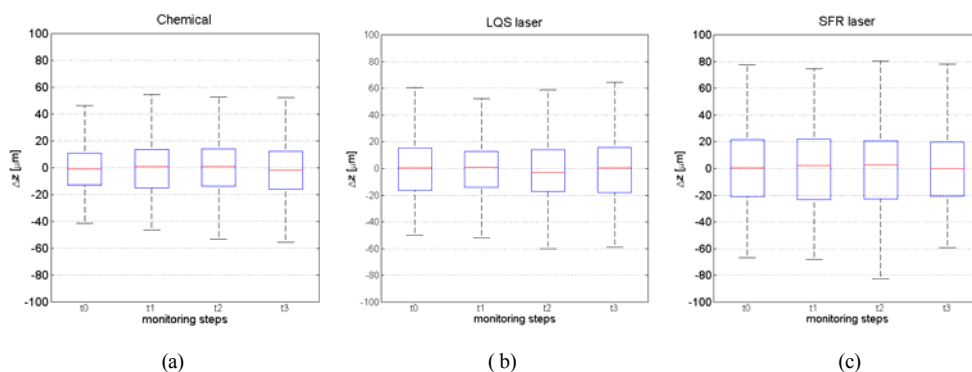 Chemical
100
80
60
40
20
0
-20
-40
-60
-80
-100
Δz [μm]
t0 t1 t2 t3
monitoring steps
(a)
LQS laser
100
80
60
40
20
0
-20
-40
-60
-80
-100
Δz [μm]
t0 t1 t2 t3
monitoring steps
( b)
SFR laser
100
80
60
40
20
0
-20
-40
-60
-80
-100
Δz [μm]
t0 t1 t2 t3
monitoring steps
(c)